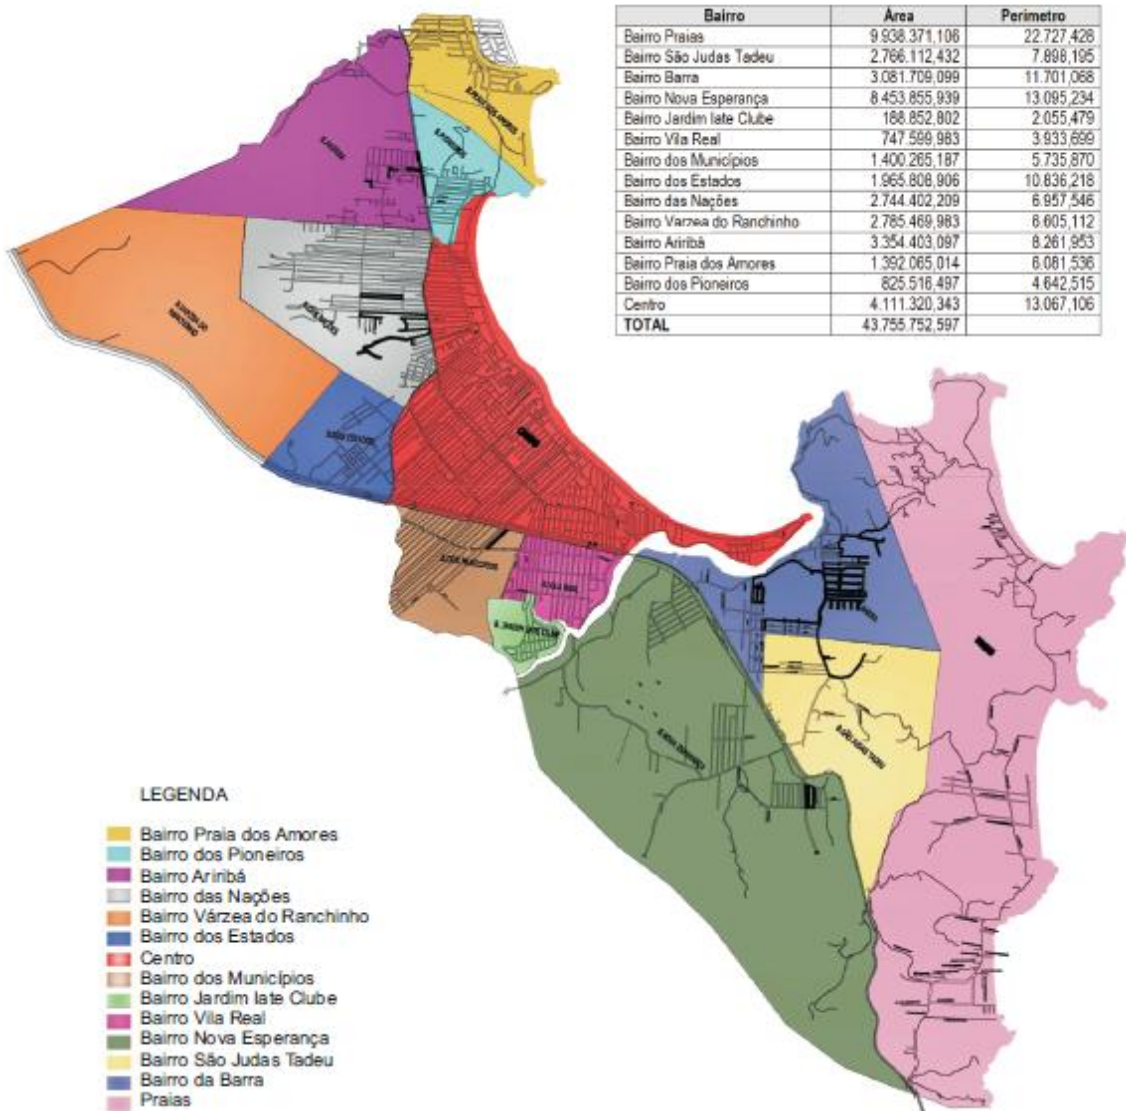 Bairro Área Perímetro
Bairro Praias 9.938.371,106 22.727,428
Bairro São Judas Tadeu 2.766.112,432 7.898,195
Bairro Barra 3.081.709,099 11.701,068
Bairro Nova Esperança 8.453.855,939 13.095,234
Bairro Jardim Iate Clube 188.852,802 2.055,479
Bairro Vila Real 747.599,983 3.933,699
Bairro dos Municípios 1.400.265,187 5.735,870
Bairro dos Estados 1.965.808,906 10.836,218
Bairro das Nações 2.744.402,209 6.957,546
Bairro Várzea do Ranchinho 2.785.469,983 8.605,112
Bairro Ariribá 3.354.403,097 8.261,953
Bairro Praia dos Amores 1.392.065,014 6.081,536
Bairro dos Pioneiros 825.516,497 4.642,515
Centro 4.111.320,343 13.067,106
TOTAL 43.755.752,597
B. JARDIM IATE CLUBE
B.SÃO JUDAS TADEU
LEGENDA
Bairro Praia dos Amores
Bairro dos Pioneiros
Bairro Ariribá
Bairro das Nações
Bairro Várzea do Ranchinho
Bairro dos Estados
Centro
Bairro dos Municípios
Bairro Jardim Iate Clube
Bairro Vila Real
Bairro Nova Esperança
Bairro São Judas Tadeu
Bairro da Barra
Praias